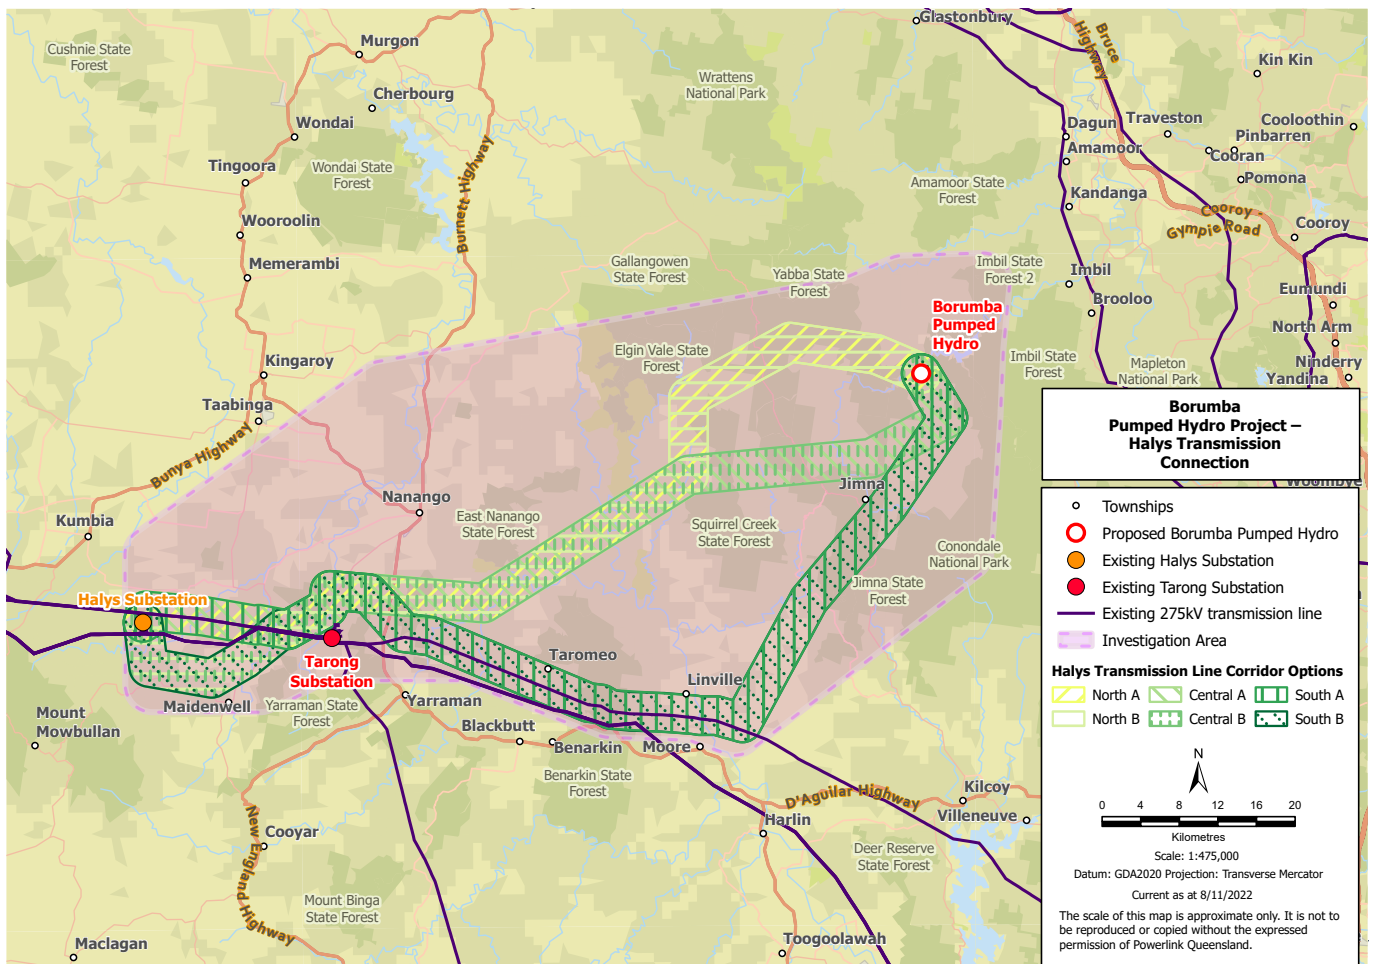 Glastonbury
Bruce
Highway
Murgon
Cushnie State
Forest
Kin Kin
Wrattens
National Park
Cherbourg
Wondai
Dagun
Traveston
Cooloothin
Pinbarren
Amamoor
Cooran
Tingoora
Wondai State
Forest
Burnett Highway
Pomona
Amamoor State
Forest
Kandanga
Wooroolin
Cooroy -
Gympie Road
Cooroy
Memerambi
Gallangowen
State Forest
Yabba State
Forest
Imbil State
Forest 2
Imbil
Eumundi
Brooloo
Borumba
Pumped
Hydro
North Arm
Kingaroy
Elgin Vale State
Forest
Imbil State
Forest
Mapleton
National Park
Ninderry
Yandina
Taabinga
Bunya Highway
Borumba
Pumped Hydro Project –
Halys Transmission
Connection
Woombye
Nanango
Jimna
Kumbia
East Nanango
State Forest
Squirrel Creek
State Forest
Conondale
National Park
Jimna State
Forest
Halys Substation
Tarong
Substation
Taromeo
Linville
Maidenwell
Yarraman State
Forest
Yarraman
Mount
Mowbullan
Blackbutt
Benarkin
Moore
Benarkin State
Forest
D'Aguilar Highway
Kilcoy
Villeneuve
New England Highway
Cooyar
Harlin
Deer Reserve
State Forest
Mount Binga
State Forest
Maclagan
Toogoolawah
Townships
Proposed Borumba Pumped Hydro
Existing Halys Substation
Existing Tarong Substation
Existing 275kV transmission line
Investigation Area
Halys Transmission Line Corridor Options
North A Central A South A
North B Central B South B
N
0 4 8 12 16 20
Kilometres
Scale: 1:475,000
Datum: GDA2020 Projection: Transverse Mercator
Current as at 8/11/2022
The scale of this map is approximate only. It is not to
be reproduced or copied without the expressed
permission of Powerlink Queensland.